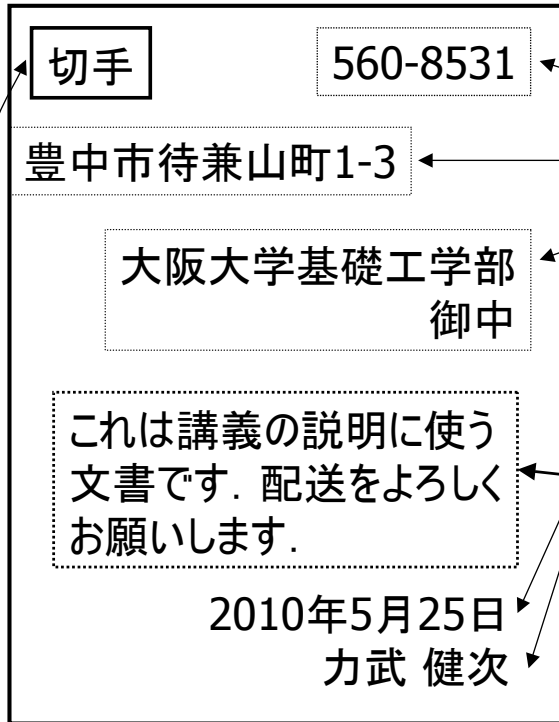 切手
560-8531
豊中市待兼山町1-3
大阪大学基礎工学部
御中
これは講義の説明に使う
文書です．配送をよろしく
お願いします．
2010年5月25日
力武 健次